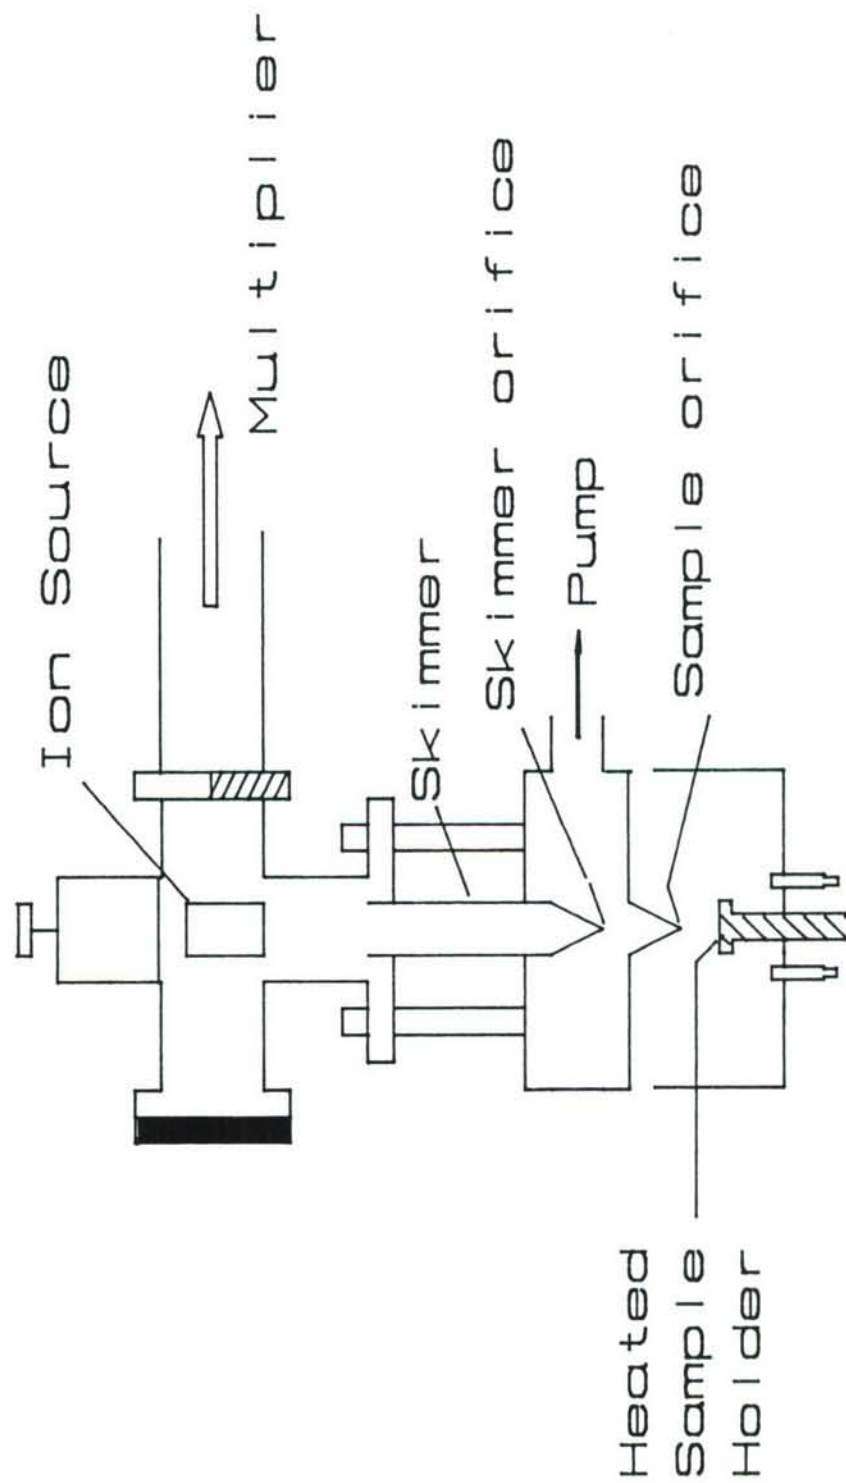 Ion Source
Multiplier
Skimmer
Skimmer orifice
Pump
Sample orifice
Heated
Sample
Holder